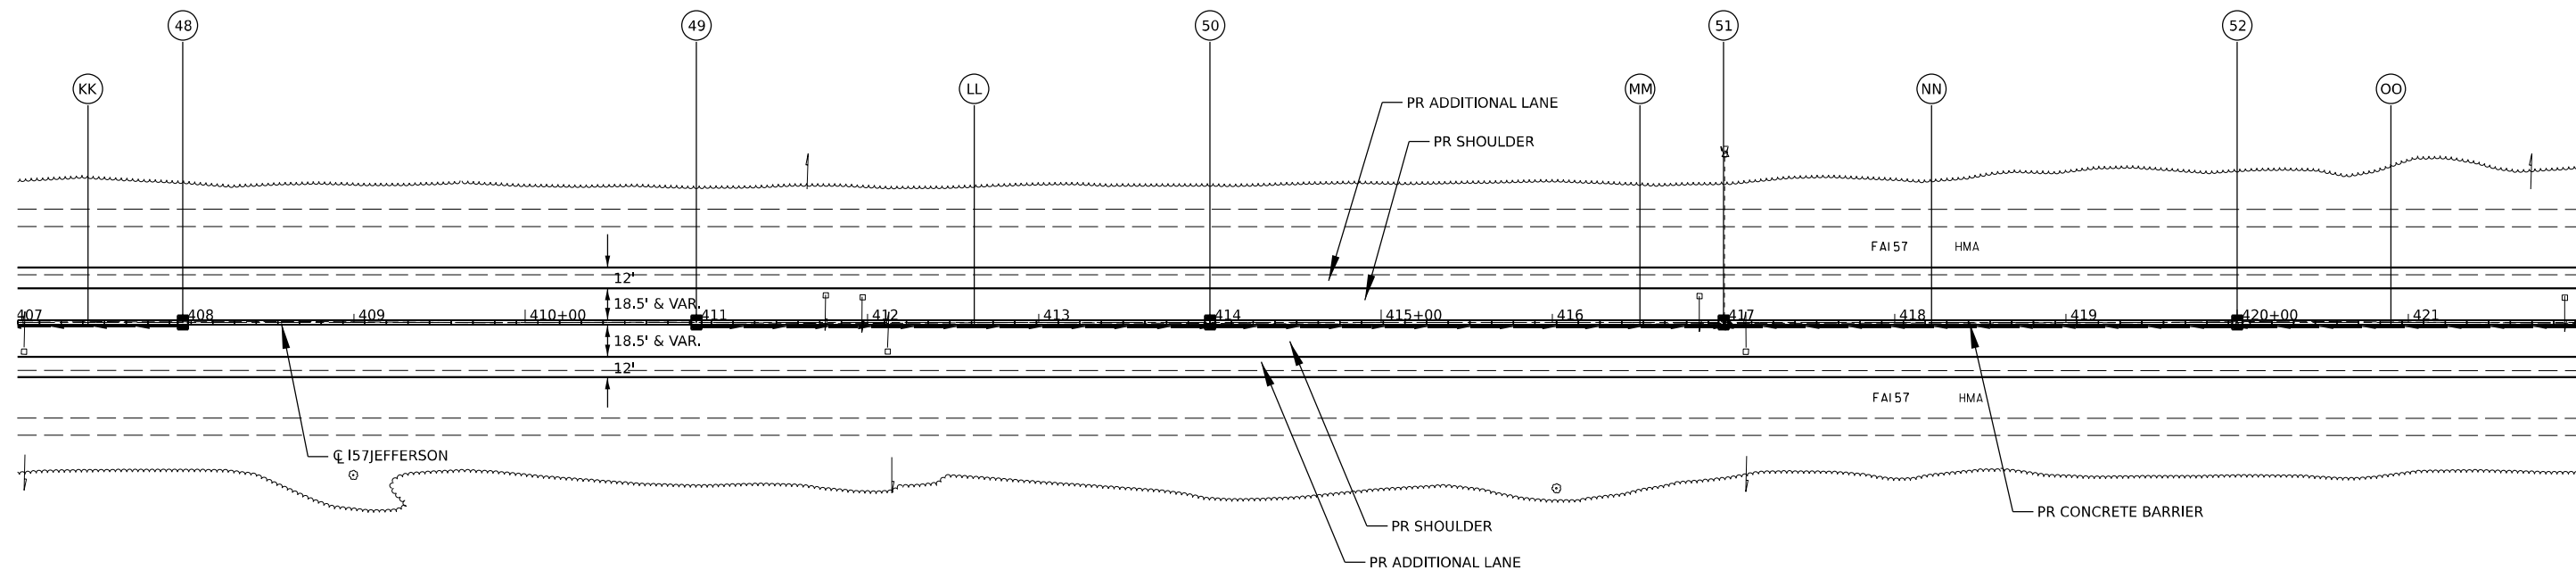 48
49
50
51
52
KK
LL
MM
NN
OO
PR ADDITIONAL LANE
PR SHOULDER
FAI 57 HMA
12'
18.5' & VAR.
407 408 409 410+00 411 412 413 414 415+00 416 417 418 419 420+00 421
18.5' & VAR.
12'
FAI 57 HMA
℄ I57JEFFERSON
PR CONCRETE BARRIER
PR SHOULDER
PR ADDITIONAL LANE